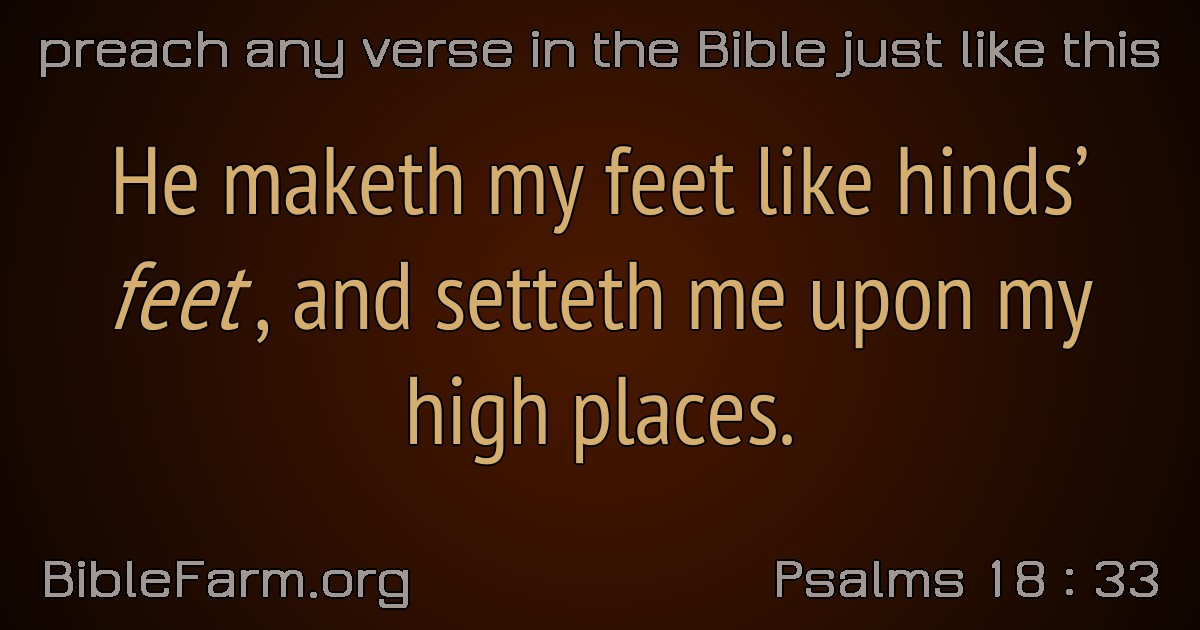 preach any verse in the Bible just like this
He maketh my feet like hinds’
feet , and setteth me upon my
high places.
BibleFarm.org
Psalms 18 : 33